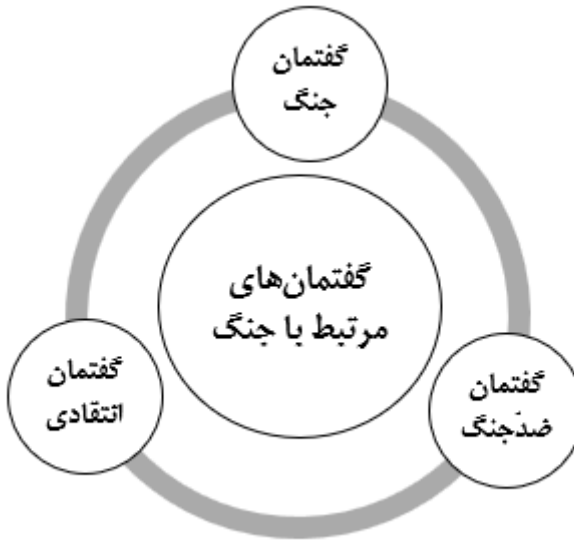 گفتمان
جنگ
گفتمان‌های
مرتبط با جنگ
گفتمان
ضدّجنگ
گفتمان
انتقادی